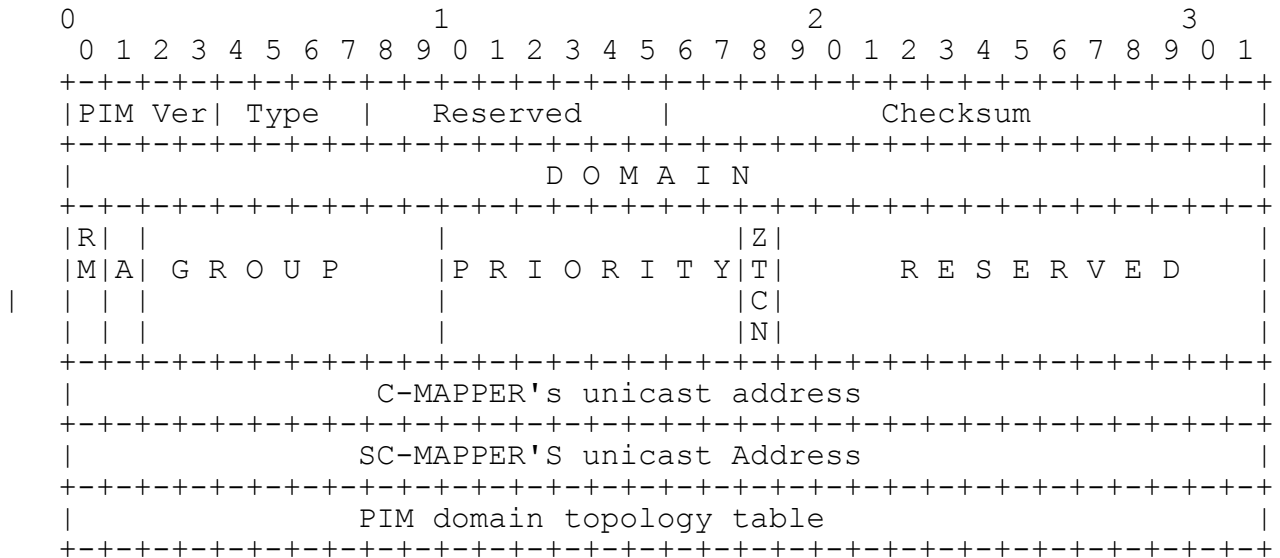 0                   1                   2                   3
 0 1 2 3 4 5 6 7 8 9 0 1 2 3 4 5 6 7 8 9 0 1 2 3 4 5 6 7 8 9 0 1
+-+-+-+-+-+-+-+-+-+-+-+-+-+-+-+-+-+-+-+-+-+-+-+-+-+-+-+-+-+-+-+-+
|PIM Ver| Type  |   Reserved    |           Checksum            |
+-+-+-+-+-+-+-+-+-+-+-+-+-+-+-+-+-+-+-+-+-+-+-+-+-+-+-+-+-+-+-+-+
|                         D O M A I N                           |
+-+-+-+-+-+-+-+-+-+-+-+-+-+-+-+-+-+-+-+-+-+-+-+-+-+-+-+-+-+-+-+-+
|R| |               |               |Z|                         |
|M|A| G R O U P     |P R I O R I T Y|T|      R E S E R V E D    |
|  | | |               |               |C|                         |
| | |               |               |N|                         |
+-+-+-+-+-+-+-+-+-+-+-+-+-+-+-+-+-+-+-+-+-+-+-+-+-+-+-+-+-+-+-+-+
|                C-MAPPER's unicast address                     |
+-+-+-+-+-+-+-+-+-+-+-+-+-+-+-+-+-+-+-+-+-+-+-+-+-+-+-+-+-+-+-+-+
|               SC-MAPPER'S unicast Address                     |
+-+-+-+-+-+-+-+-+-+-+-+-+-+-+-+-+-+-+-+-+-+-+-+-+-+-+-+-+-+-+-+-+
|               PIM domain topology table                       |
+-+-+-+-+-+-+-+-+-+-+-+-+-+-+-+-+-+-+-+-+-+-+-+-+-+-+-+-+-+-+-+-+